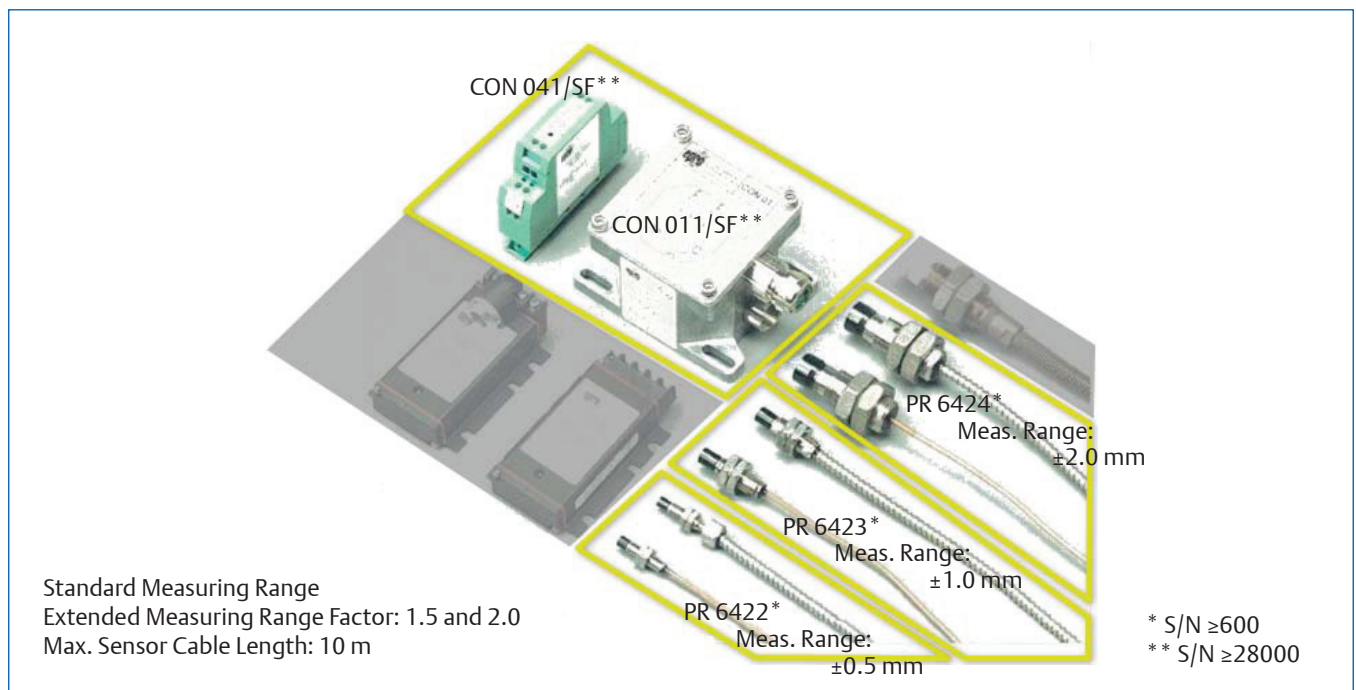 CON 041/SF**
CON 011/SF**
PR 6424*
Meas. Range:
±2.0 mm
PR 6423*
Meas. Range:
±1.0 mm
PR 6422*
Meas. Range:
±0.5 mm
Standard Measuring Range
Extended Measuring Range Factor: 1.5 and 2.0
Max. Sensor Cable Length: 10 m
* S/N ≥600
** S/N ≥28000